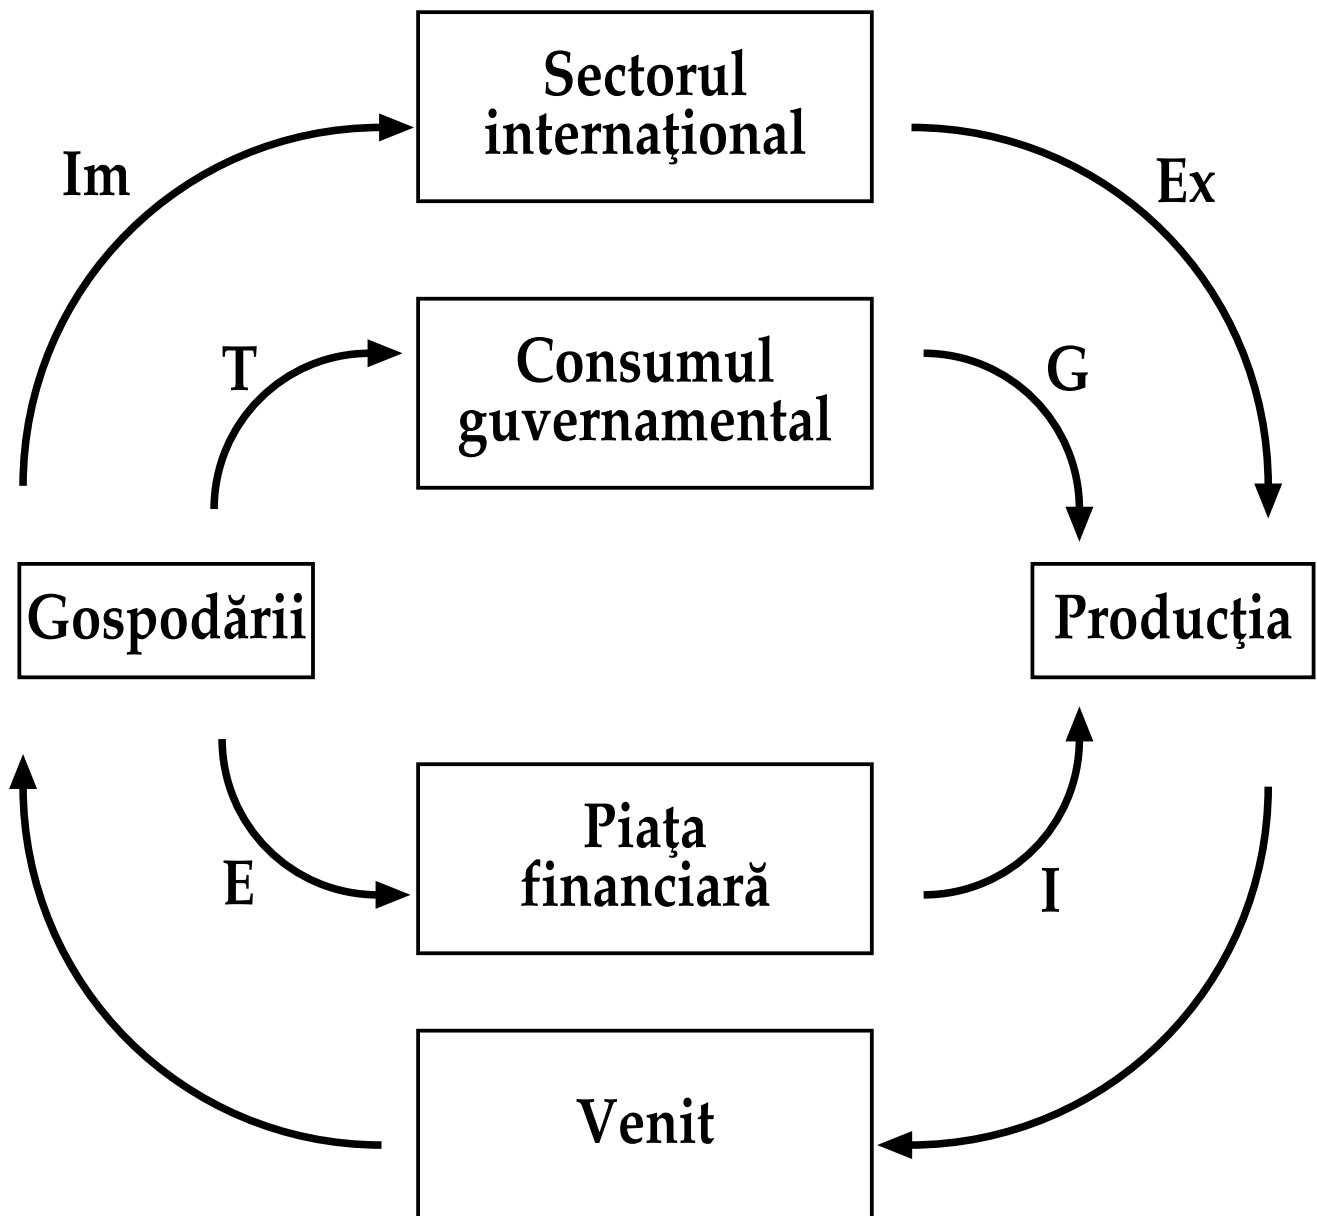 Sectorul
internaţional
Im
Ex
Consumul
guvernamental
T
G
Gospodării
Producţia
Piaţa
financiară
E
I
Venit